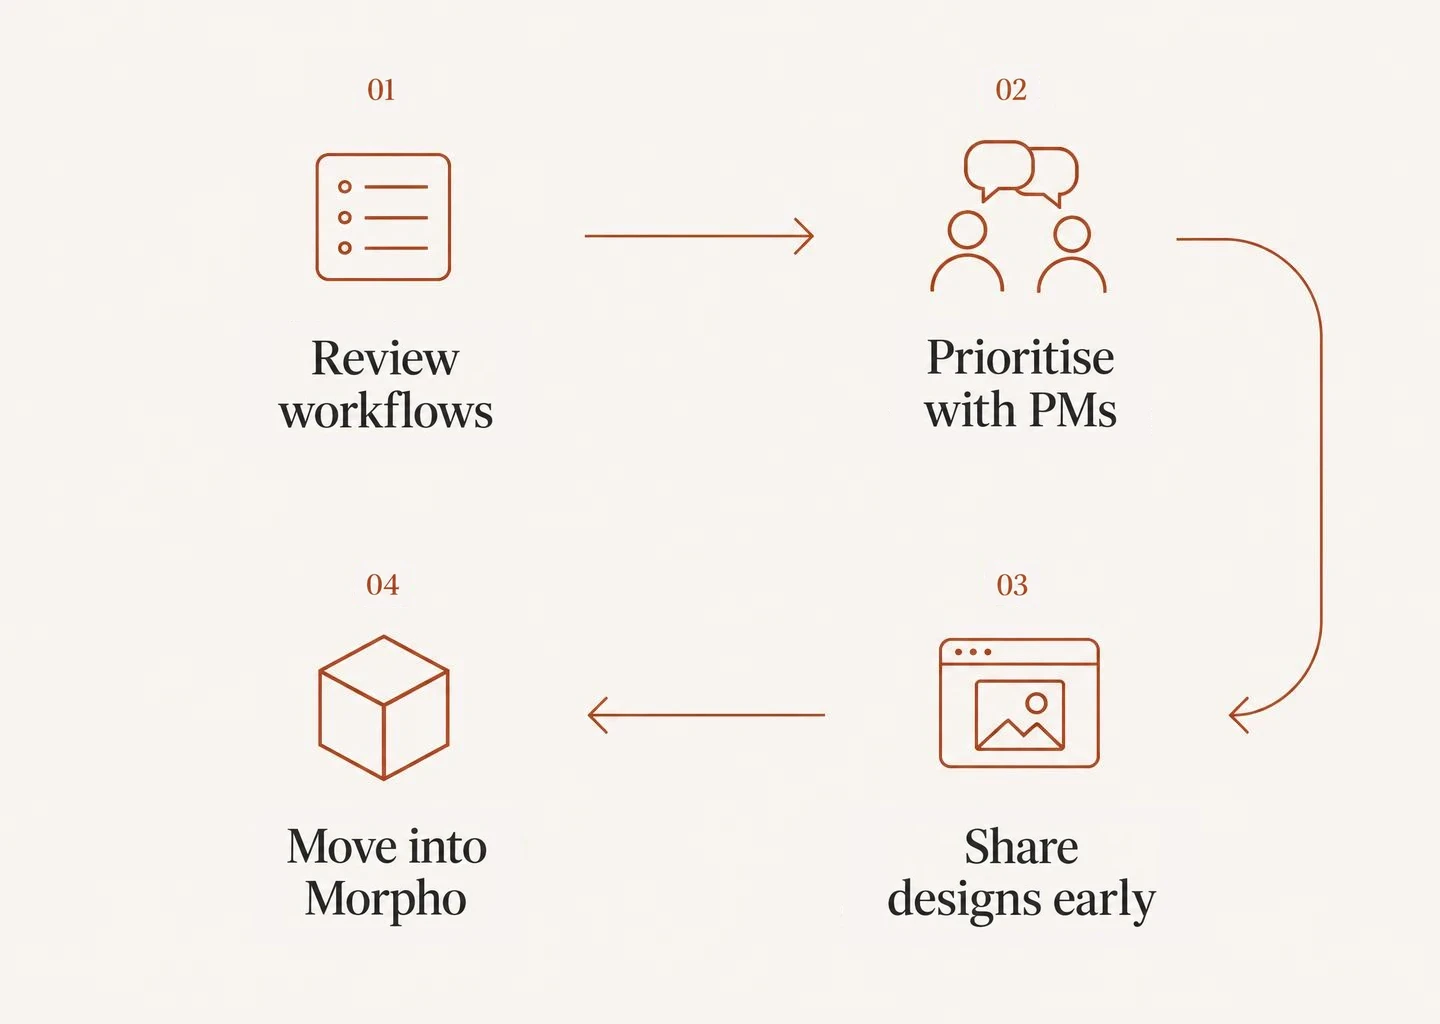 01
Review
workflows
02
Prioritise
with PMs
03
Share
designs early
04
Move into
Morpho